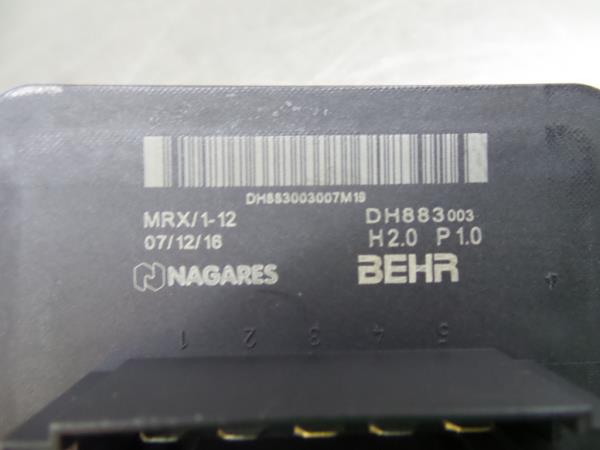 DH883003007M19
MRX/1-12 DH883003
07/12/16 H2.0 P1.0
NAGARES BEHR
4
1 2 3 4 5